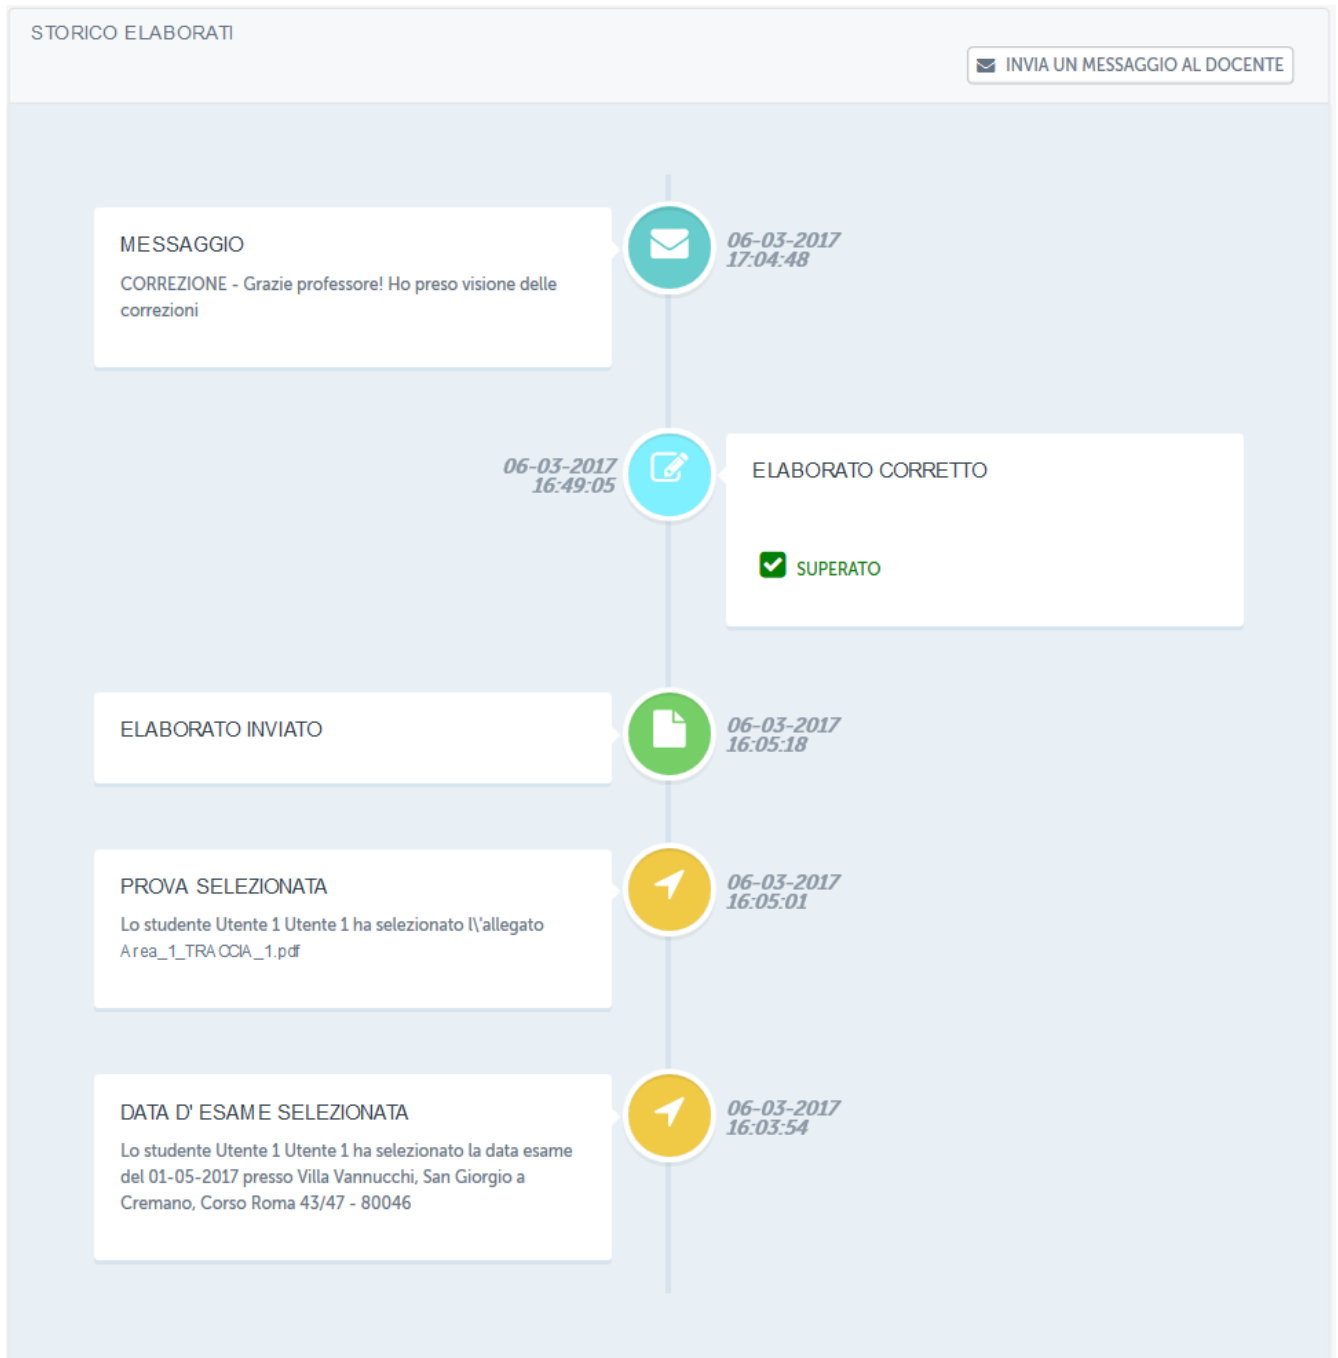 STORICO ELABORATI
INVIA UN MESSAGGIO AL DOCENTE
MESSAGGIO
CORREZIONE - Grazie professore! Ho preso visione delle
correzioni
06-03-2017
17:04:48
06-03-2017
16:49:05
ELABORATO CORRETTO
SUPERATO
ELABORATO INVIATO
06-03-2017
16:05:18
PROVA SELEZIONATA
Lo studente Utente 1 Utente 1 ha selezionato l\'allegato
Area_1_TRACCIA_1.pdf
06-03-2017
16:05:01
DATA D' ESAME SELEZIONATA
Lo studente Utente 1 Utente 1 ha selezionato la data esame
del 01-05-2017 presso Villa Vannucchi, San Giorgio a
Cremano, Corso Roma 43/47 - 80046
06-03-2017
16:03:54